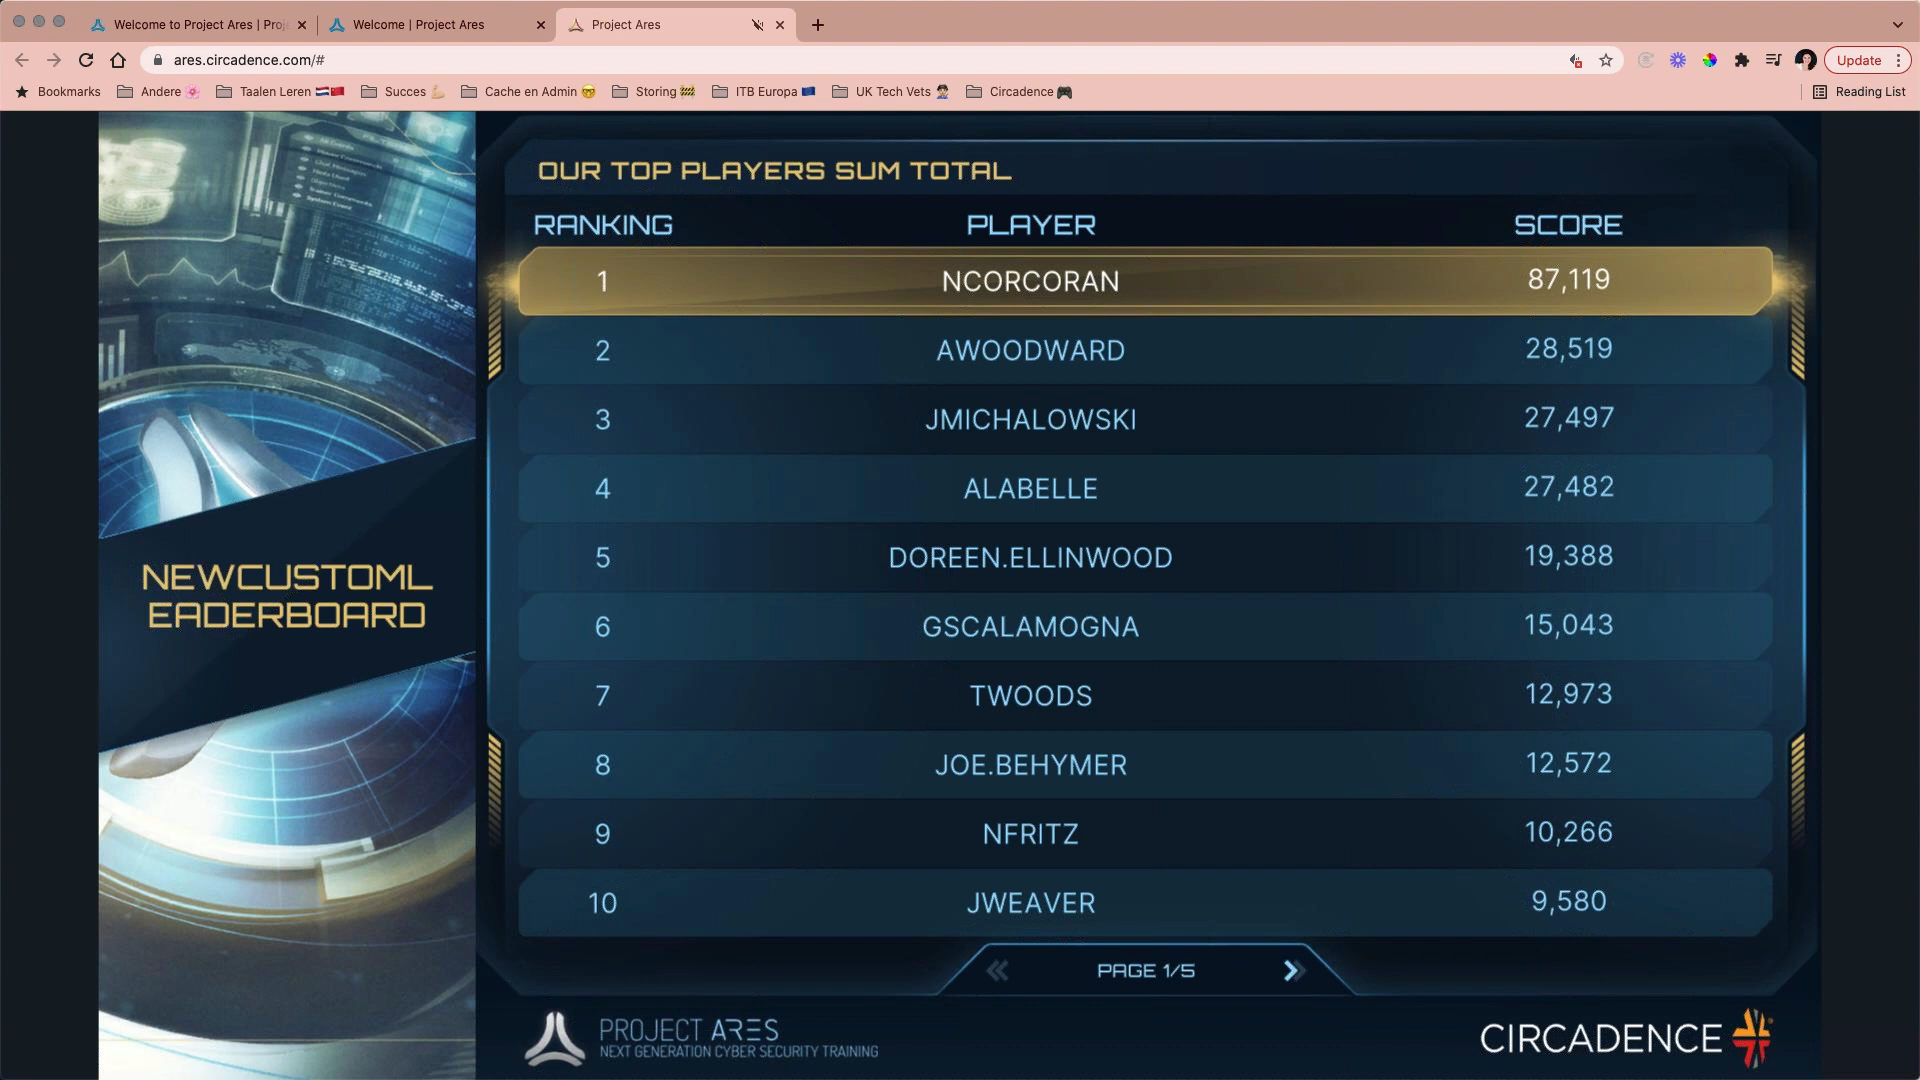 Welcome to Project Ares | Proj
Welcome | Project Ares
Project Ares
ares.circadence.com/#
Update
Bookmarks
Andere
Taalen Leren
Succes
Cache en Admin
Storing
ITB Europa
UK Tech Vets
Circadence
Reading List
NEWCUSTOML
EADERBOARD
OUR TOP PLAYERS SUM TOTAL
RANKING PLAYER SCORE
1 NCORCORAN 87,119
2 AWOODWARD 28,519
3 JMICHALOWSKI 27,497
4 ALABELLE 27,482
5 DOREEN.ELLINWOOD 19,388
6 GSCALAMOGNA 15,043
7 TWOODS 12,973
8 JOE.BEHYMER 12,572
9 NFRITZ 10,266
10 JWEAVER 9,580
PAGE 1/5
PROJECT ARES
NEXT GENERATION CYBER SECURITY TRAINING
CIRCADENCE